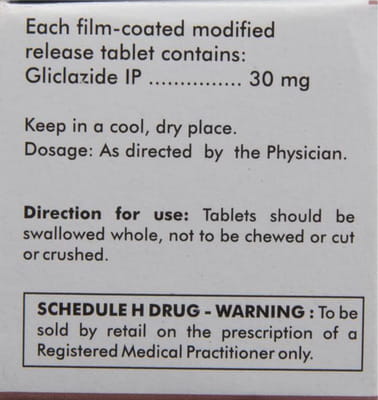 Each film-coated modified
release tablet contains:
Gliclazide IP ............... 30 mg
Keep in a cool, dry place.
Dosage: As directed by the Physician.
Direction for use: Tablets should be
swallowed whole, not to be chewed or cut
or crushed.
SCHEDULE H DRUG - WARNING : To be
sold by retail on the prescription of a
Registered Medical Practitioner only.